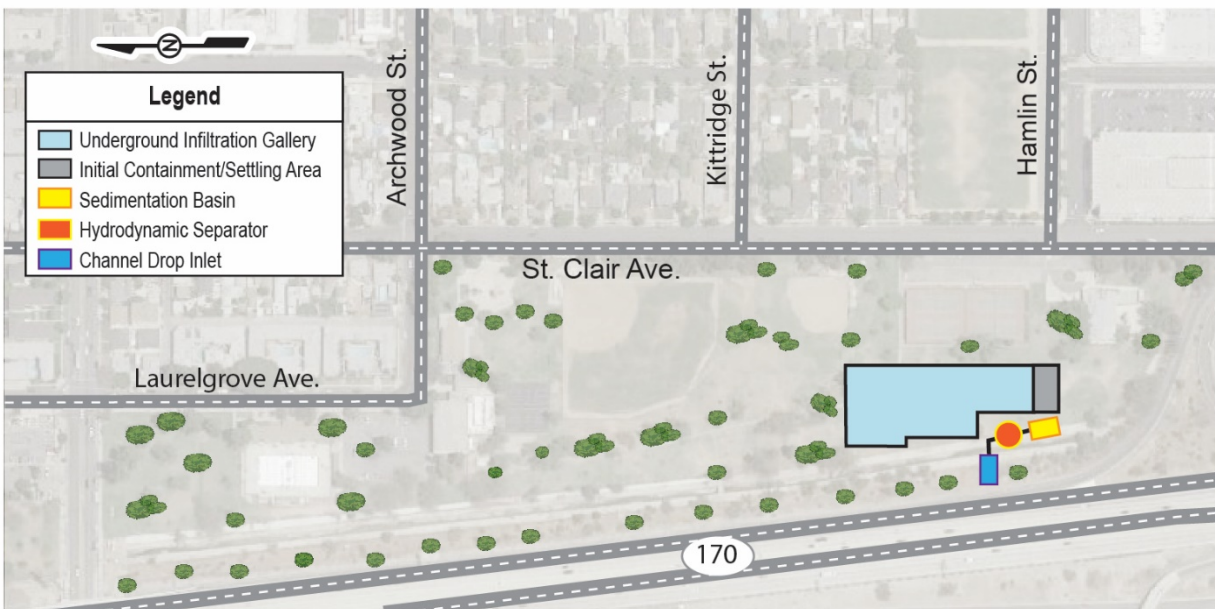 N
Legend
Underground Infiltration Gallery
Initial Containment/Settling Area
Sedimentation Basin
Hydrodynamic Separator
Channel Drop Inlet
Archwood St.
Kittridge St.
Hamlin St.
St. Clair Ave.
Laurelgrove Ave.
170